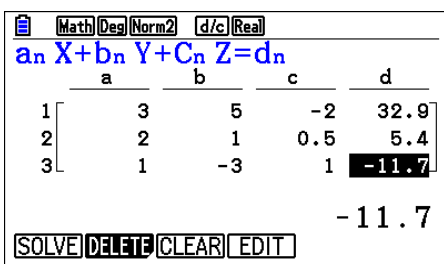 Math Deg Norm2 d/c Real
an X+bn Y+Cn Z=dn
a b c d
1 3 5 -2 32.9
2 2 1 0.5 5.4
3 1 -3 1 -11.7
-11.7
SOLVE DELETE CLEAR EDIT